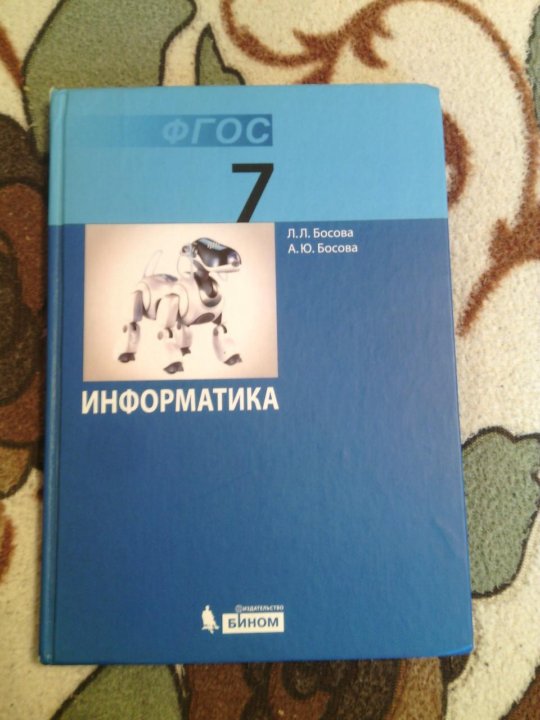 ФГОС
7
Л.Л. Босова
А.Ю. Босова
ИНФОРМАТИКА
ИЗДАТЕЛЬСТВО
БИНОМ